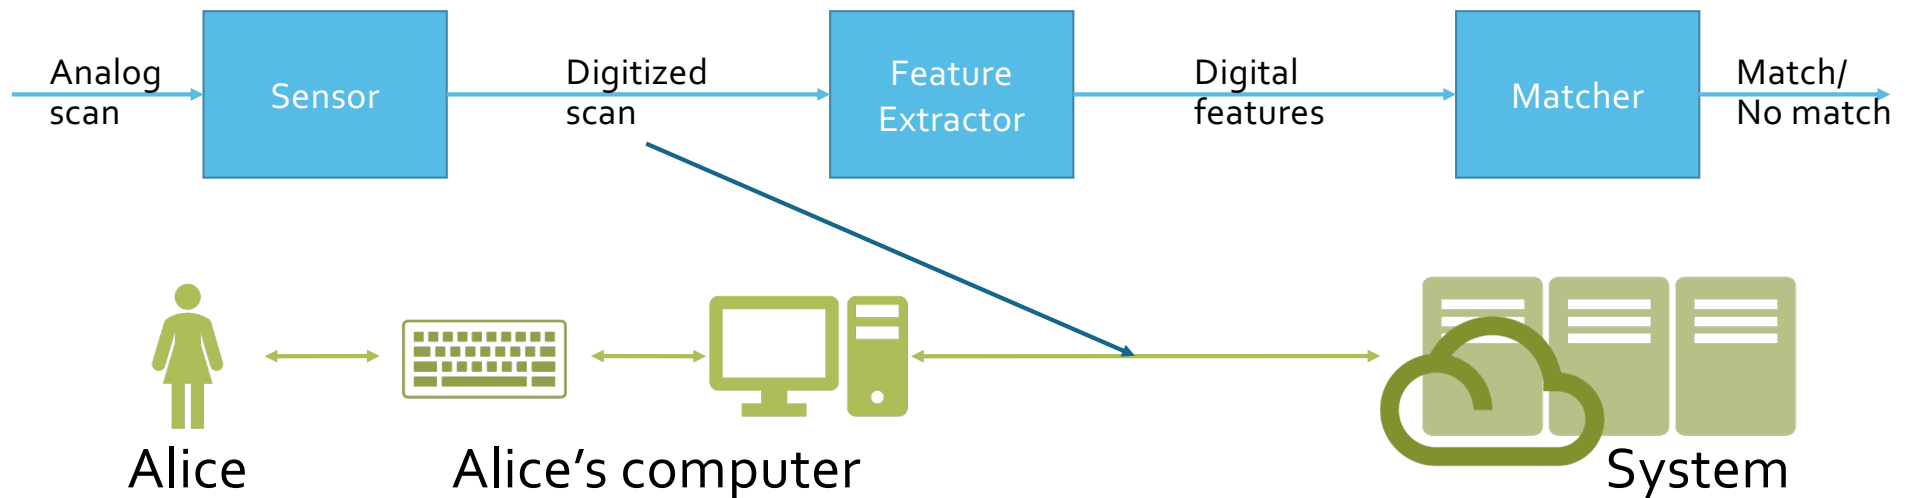 Analog
scan
Sensor
Digitized
scan
Feature
Extractor
Digital
features
Matcher
Match/
No match
Alice
Alice’s computer
System